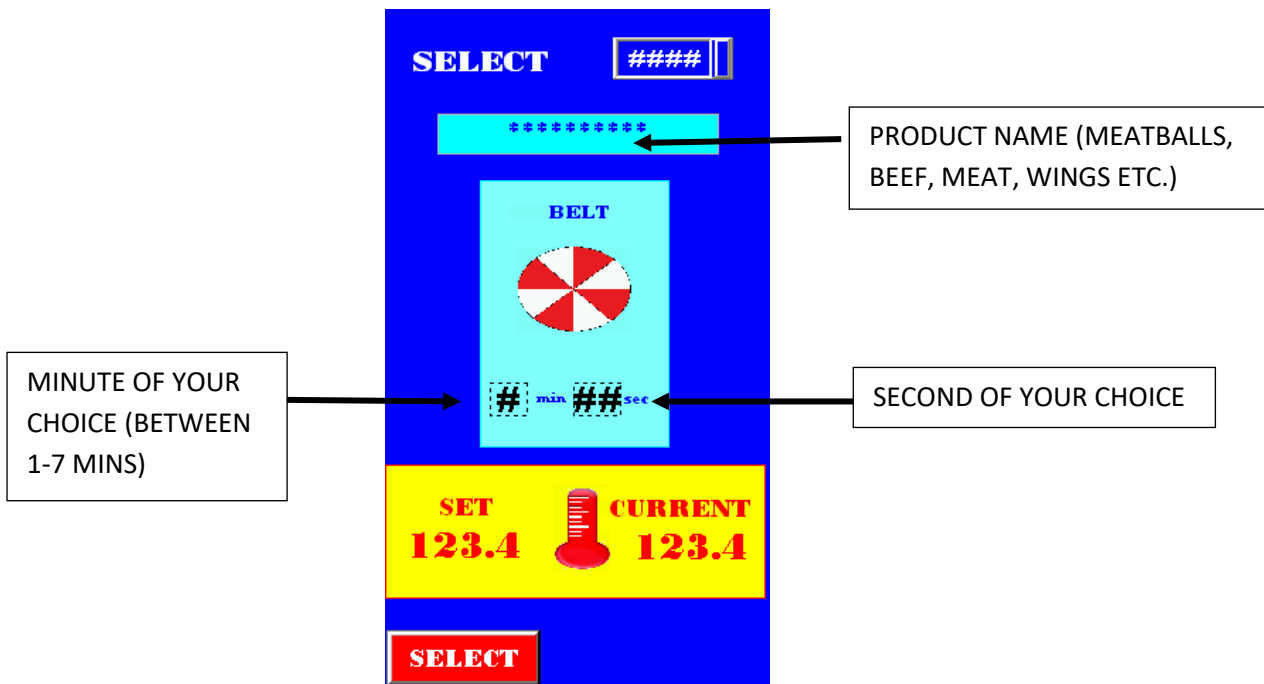 SELECT ####
**********
PRODUCT NAME (MEATBALLS,
BEEF, MEAT, WINGS ETC.)
BELT
MINUTE OF YOUR
CHOICE (BETWEEN
1-7 MINS)
# min ## sec
SECOND OF YOUR CHOICE
SET CURRENT
123.4 123.4
SELECT